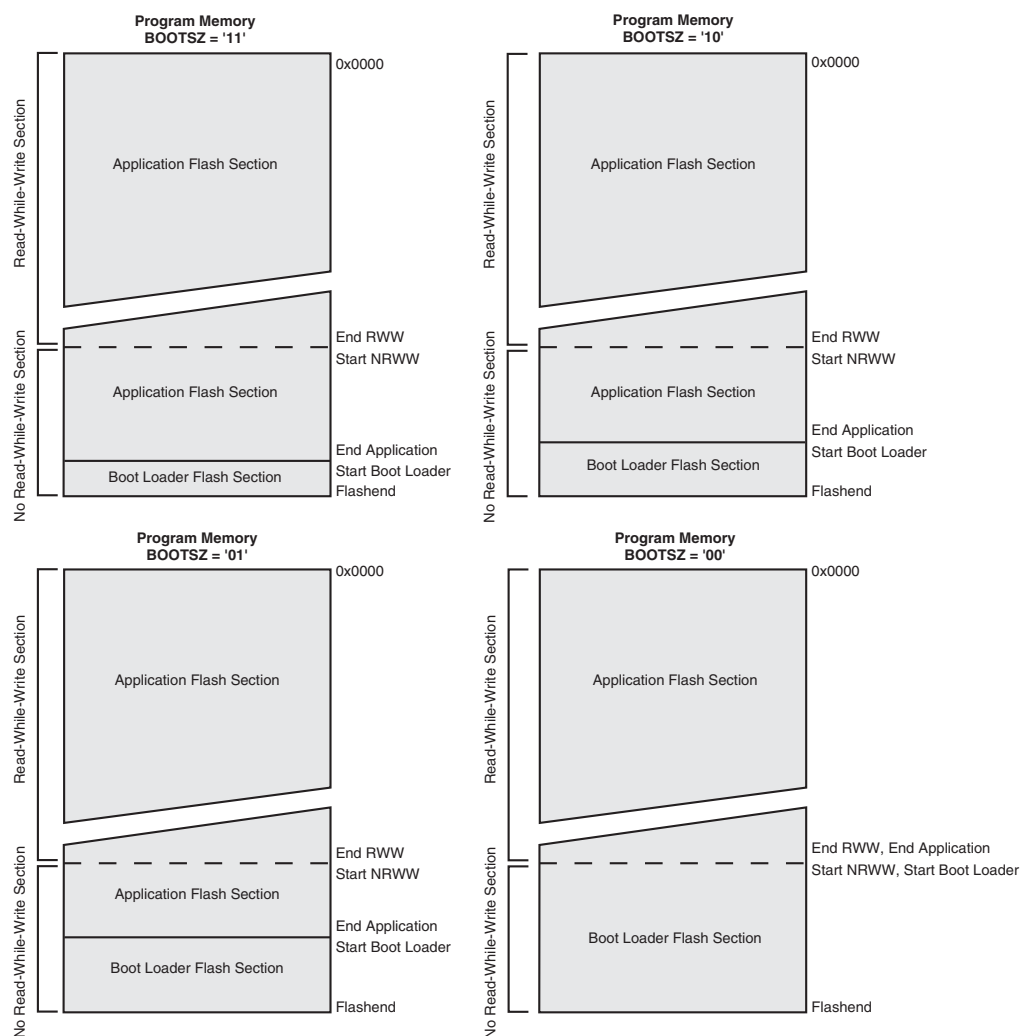 Program Memory
BOOTSZ = '11'
0x0000
Read-While-Write Section
Application Flash Section
End RWW
Start NRWW
No Read-While-Write Section
Application Flash Section
End Application
Start Boot Loader
Boot Loader Flash Section
Flashend
Program Memory
BOOTSZ = '10'
0x0000
Read-While-Write Section
Application Flash Section
End RWW
Start NRWW
No Read-While-Write Section
Application Flash Section
End Application
Start Boot Loader
Boot Loader Flash Section
Flashend
Program Memory
BOOTSZ = '01'
0x0000
Read-While-Write Section
Application Flash Section
End RWW
Start NRWW
No Read-While-Write Section
Application Flash Section
End Application
Start Boot Loader
Boot Loader Flash Section
Flashend
Program Memory
BOOTSZ = '00'
0x0000
Read-While-Write Section
Application Flash Section
End RWW, End Application
Start NRWW, Start Boot Loader
No Read-While-Write Section
Boot Loader Flash Section
Flashend